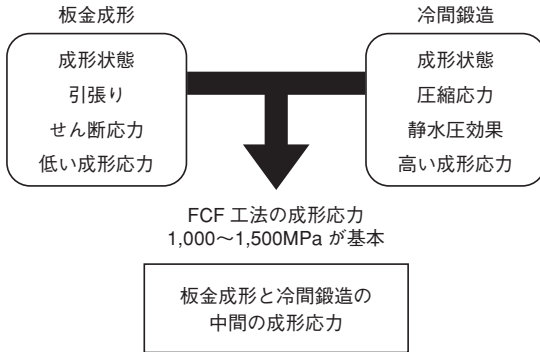 板金成形
成形状態
引張り
せん断応力
低い成形応力
冷間鍛造
成形状態
圧縮応力
静水圧効果
高い成形応力
FCF 工法の成形応力
1,000～1,500MPa が基本
板金成形と冷間鍛造の
中間の成形応力